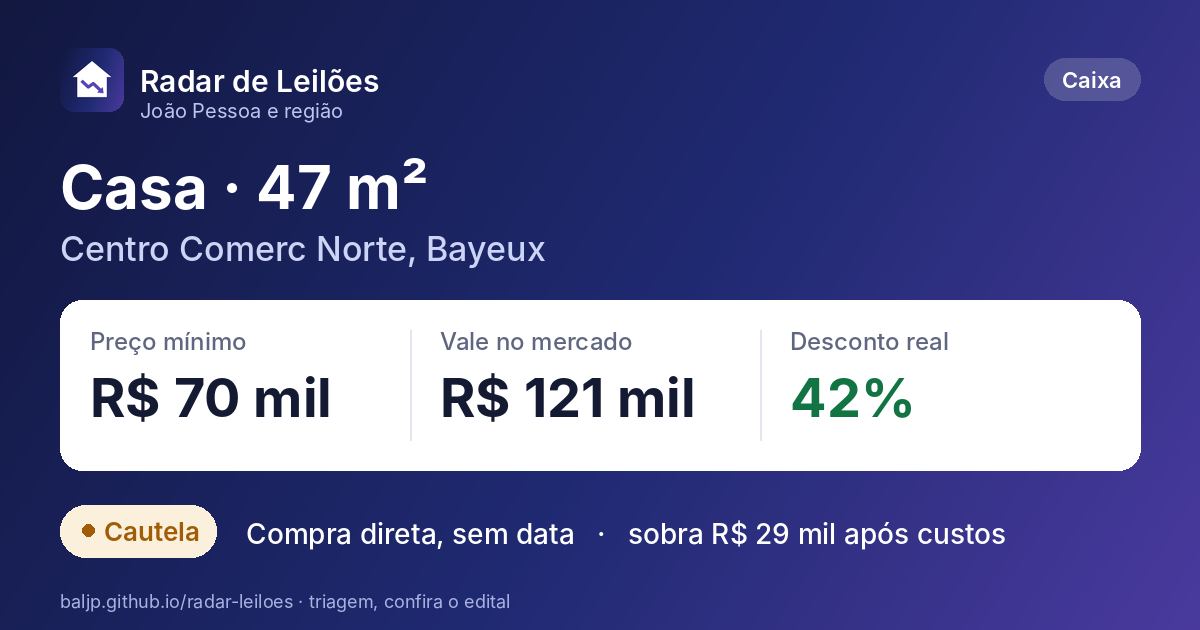 Radar de Leilões
João Pessoa e região
Caixa
Casa · 47 m²
Centro Comerc Norte, Bayeux
Preço mínimo
R$ 70 mil
Vale no mercado
R$ 121 mil
Desconto real
42%
Cautela
Compra direta, sem data · sobra R$ 29 mil após custos
baljp.github.io/radar-leiloes · triagem, confira o edital